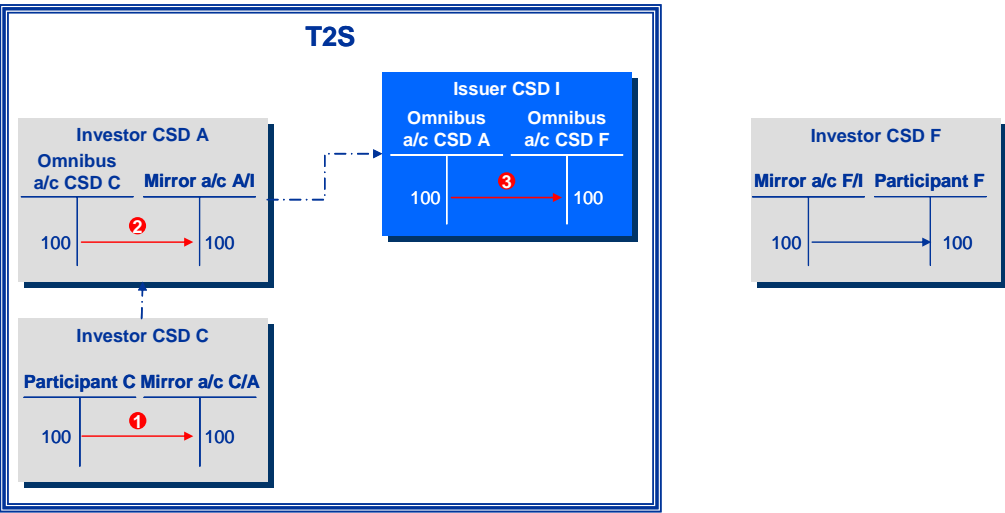 T2S
Issuer CSD I
Omnibus a/c CSD A
Omnibus a/c CSD F
100
3
100
Investor CSD A
Omnibus a/c CSD C
Mirror a/c A/I
100
2
100
Investor CSD C
Participant C
Mirror a/c C/A
100
1
100
Investor CSD F
Mirror a/c F/I
Participant F
100
100